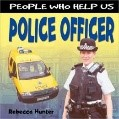 PEOPLE WHO HELP US
POLICE OFFICER
Rebecca Hunter